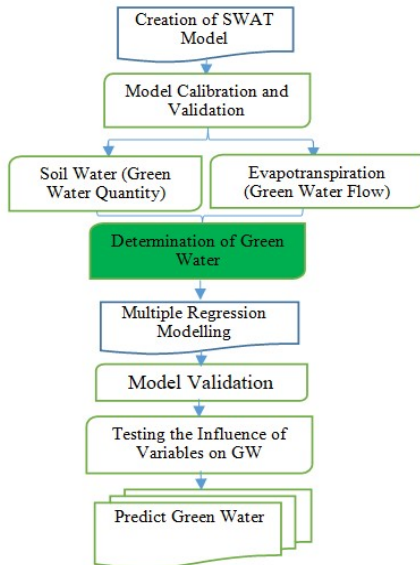 Creation of SWAT
Model
Model Calibration and
Validation
Soil Water (Green
Water Quantity)
Evapotranspiration
(Green Water Flow)
Determination of Green
Water
Multiple Regression
Modelling
Model Validation
Testing the Influence of
Variables on GW
Predict Green Water